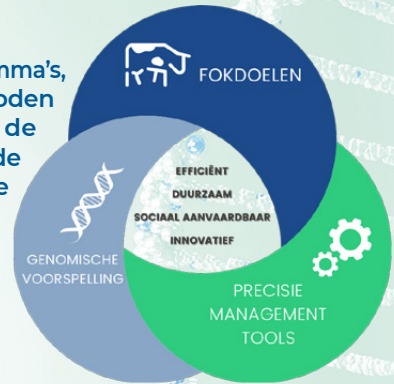 mma's,
oden
de
de
e
FOKDOELEN
EFFICIËNT
DUURZAAM
SOCIAAL AANVAARDBAAR
INNOVATIEF
GENOMISCHE
VOORSPELLING
PRECISIE
MANAGEMENT
TOOLS